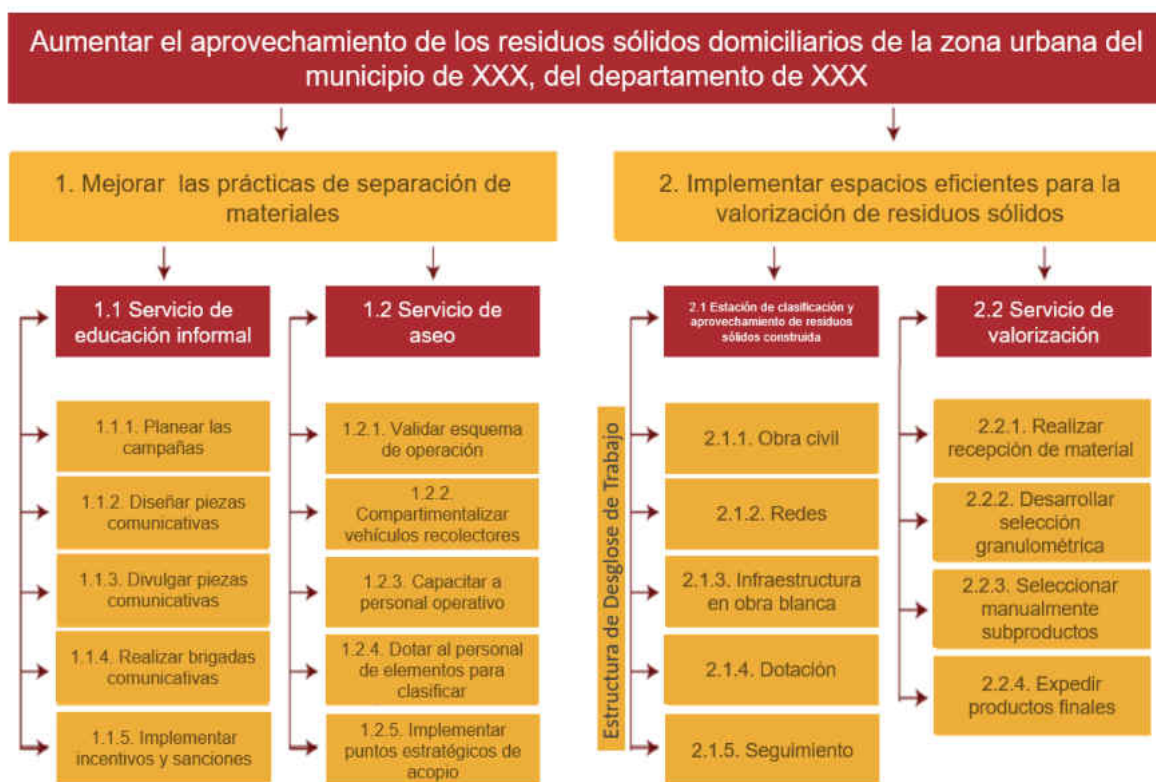 Aumentar el aprovechamiento de los residuos sólidos domiciliarios de la zona urbana del
municipio de XXX, del departamento de XXX
1. Mejorar las prácticas de separación de
materiales
2. Implementar espacios eficientes para la
valorización de residuos sólidos
1.1 Servicio de
educación informal
1.2 Servicio de
aseo
2.1 Estación de clasificación y
aprovechamiento de residuos
sólidos construida
2.2 Servicio de
valorización
1.1.1. Planear las
campañas
1.1.2. Diseñar piezas
comunicativas
1.1.3. Divulgar piezas
comunicativas
1.1.4. Realizar brigadas
comunicativas
1.1.5. Implementar
incentivos y sanciones
1.2.1. Validar esquema
de operación
1.2.2.
Compartimentalizar
vehículos recolectores
1.2.3. Capacitar a
personal operativo
1.2.4. Dotar al personal
de elementos para
clasificar
1.2.5. Implementar
puntos estratégicos de
acopio
Estructura de Desglose de Trabajo
2.1.1. Obra civil
2.1.2. Redes
2.1.3. Infraestructura
en obra blanca
2.1.4. Dotación
2.1.5. Seguimiento
2.2.1. Realizar
recepción de material
2.2.2. Desarrollar
selección
granulométrica
2.2.3. Seleccionar
manualmente
subproductos
2.2.4. Expedir
productos finales